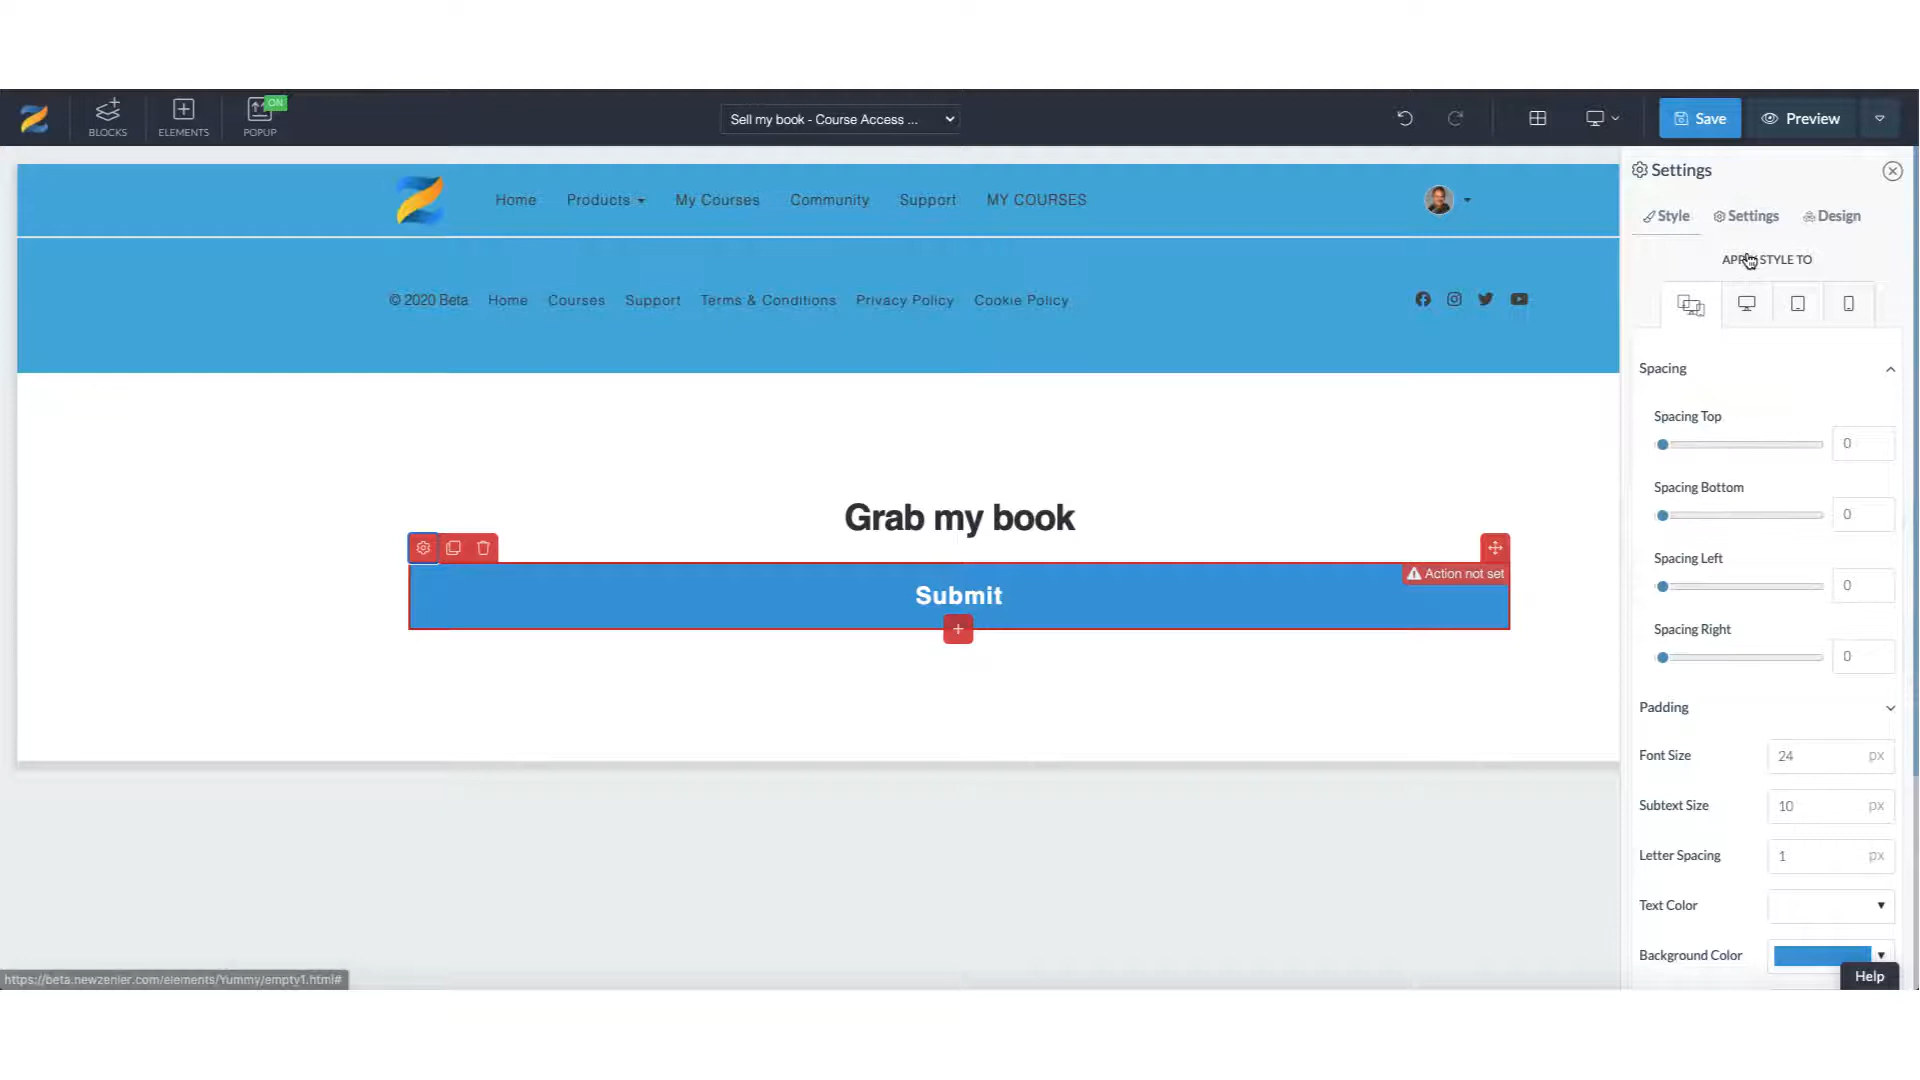 BLOCKS
ELEMENTS
ON
POPUP
Sell my book - Course Access ...
Save
Preview
Home
Products
My Courses
Community
Support
MY COURSES
© 2020 Beta
Home
Courses
Support
Terms & Conditions
Privacy Policy
Cookie Policy
Grab my book
Action not set
Submit
+
Settings
Style
Settings
Design
STYLE TO
Spacing
Spacing Top
0
Spacing Bottom
0
Spacing Left
0
Spacing Right
0
Padding
Font Size
24 px
Subtext Size
10 px
Letter Spacing
1 px
Text Color
Background Color
Help
https://beta.newzenler.com/elements/Yummy/empty1.html#